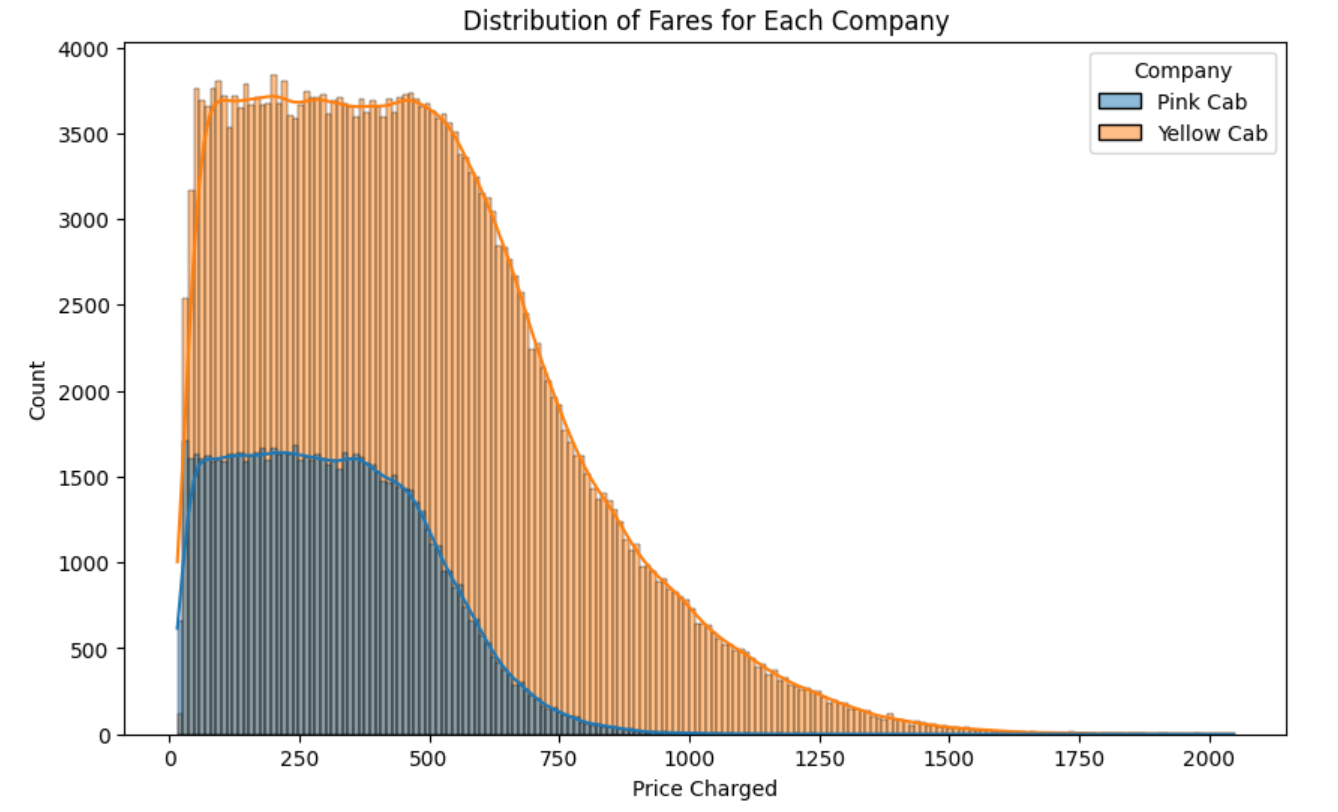 Distribution of Fares for Each Company
4000
3500
3000
2500
2000
1500
1000
500
0
Count
Company
Pink Cab
Yellow Cab
0 250 500 750 1000 1250 1500 1750 2000
Price Charged